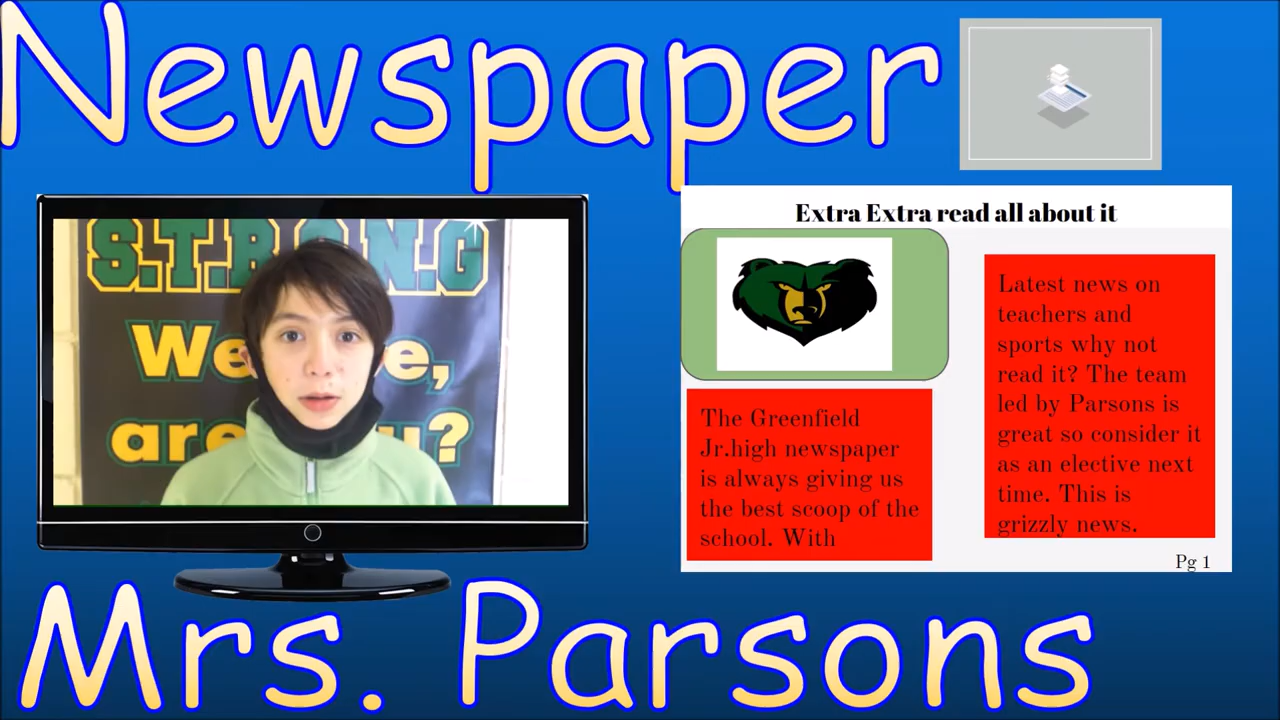 Newspaper
S.T.R.O.N.G
We
e,
are
u?
Extra Extra read all about it
The Greenfield
Jr.high newspaper
is always giving us
the best scoop of the
school. With
Latest news on
teachers and
sports why not
read it? The team
led by Parsons is
great so consider it
as an elective next
time. This is
grizzly news.
Pg 1
Mrs. Parsons